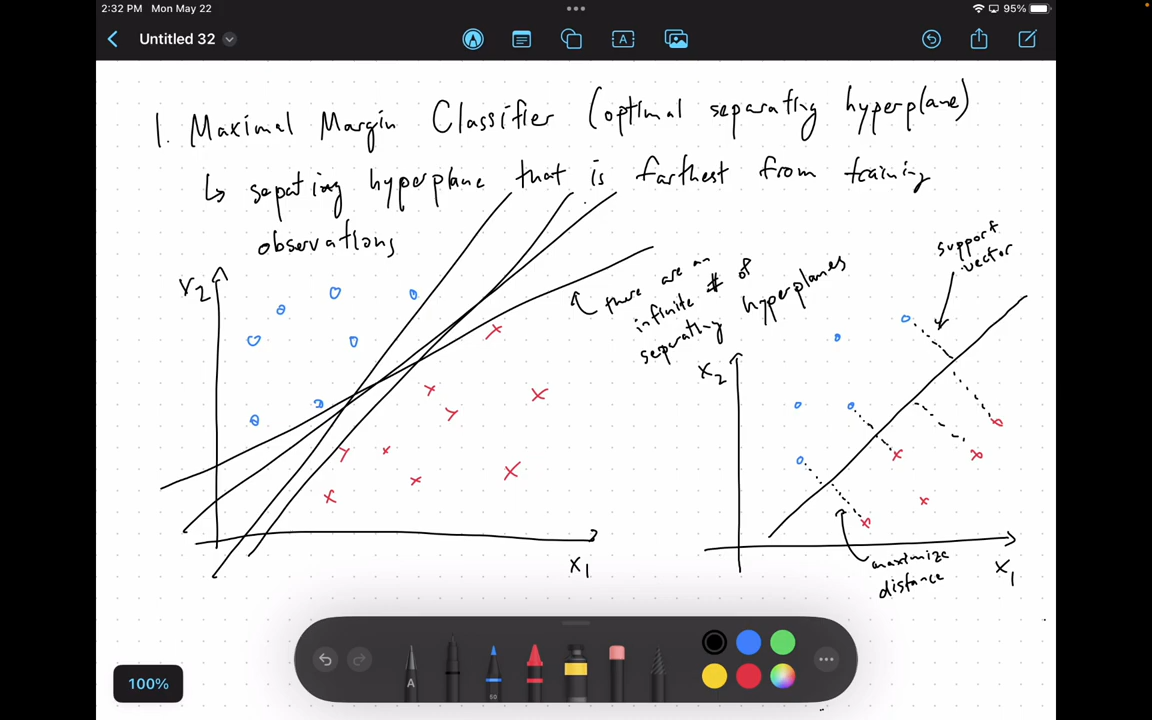 2:32 PM Mon May 22
95%
Untitled 32
1. Maximal Margin Classifier (optimal separating hyperplane)
↳ sepating hyperplane that is farthest from training
observations
X2
X1
there are an
infinite # of
separating hyperplanes
support
vector
X2
X1
maximize
distance
A
50
100%